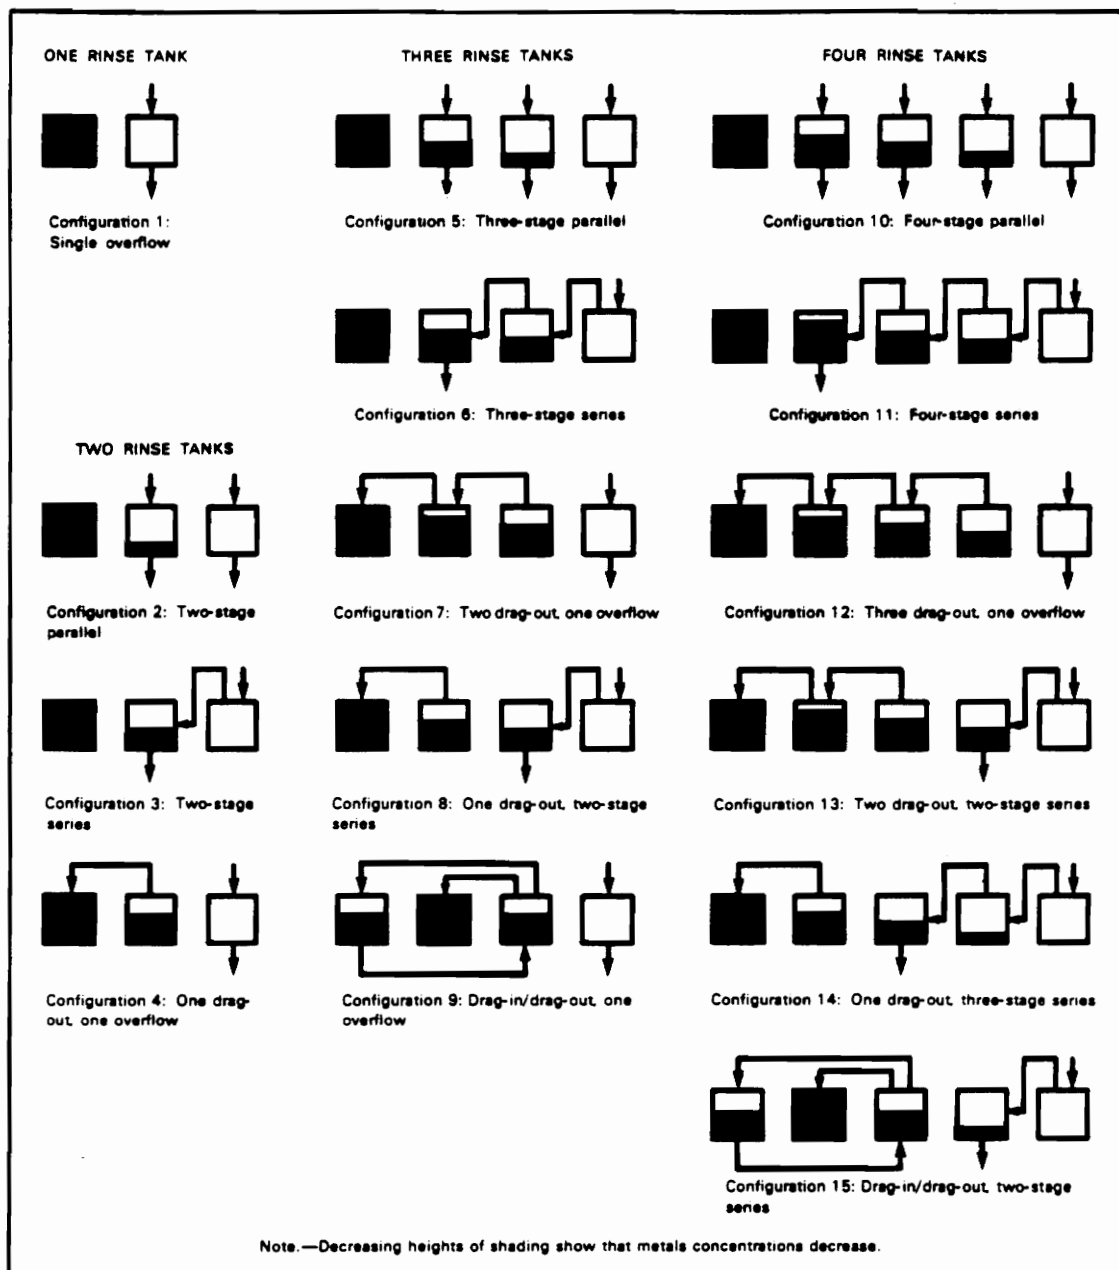 ONE RINSE TANK
Configuration 1:
Single overflow
TWO RINSE TANKS
Configuration 2: Two-stage
parallel
Configuration 3: Two-stage
series
Configuration 4: One drag-
out, one overflow
THREE RINSE TANKS
Configuration 5: Three-stage parallel
Configuration 6: Three-stage series
Configuration 7: Two drag-out, one overflow
Configuration 8: One drag-out, two-stage
series
Configuration 9: Drag-in/drag-out, one
overflow
FOUR RINSE TANKS
Configuration 10: Four-stage parallel
Configuration 11: Four-stage series
Configuration 12: Three drag-out, one overflow
Configuration 13: Two drag-out, two-stage series
Configuration 14: One drag-out, three-stage series
Configuration 15: Drag-in/drag-out, two-stage
series
Note.—Decreasing heights of shading show that metals concentrations decrease.